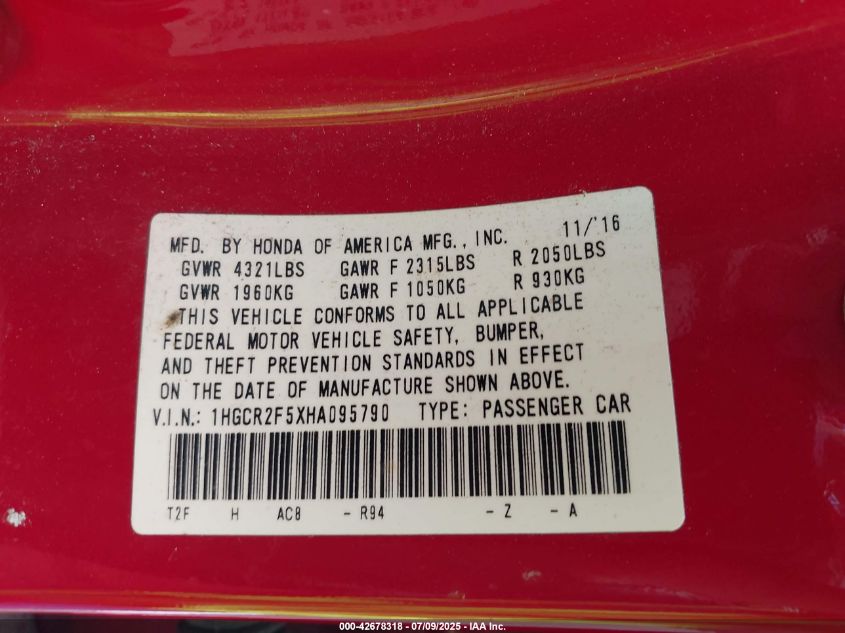 MFD. BY HONDA OF AMERICA MFG., INC. 11/'16
GVWR 4321LBS GAWR F 2315LBS R 2050LBS
GVWR 1960KG GAWR F 1050KG R 930KG
THIS VEHICLE CONFORMS TO ALL APPLICABLE
FEDERAL MOTOR VEHICLE SAFETY, BUMPER,
AND THEFT PREVENTION STANDARDS IN EFFECT
ON THE DATE OF MANUFACTURE SHOWN ABOVE.
V.I.N.: 1HGCR2F5XHA095790 TYPE: PASSENGER CAR
T2F H AC8 - R94 - Z - A
000-42678318 - 07/09/2025 - IAA Inc.